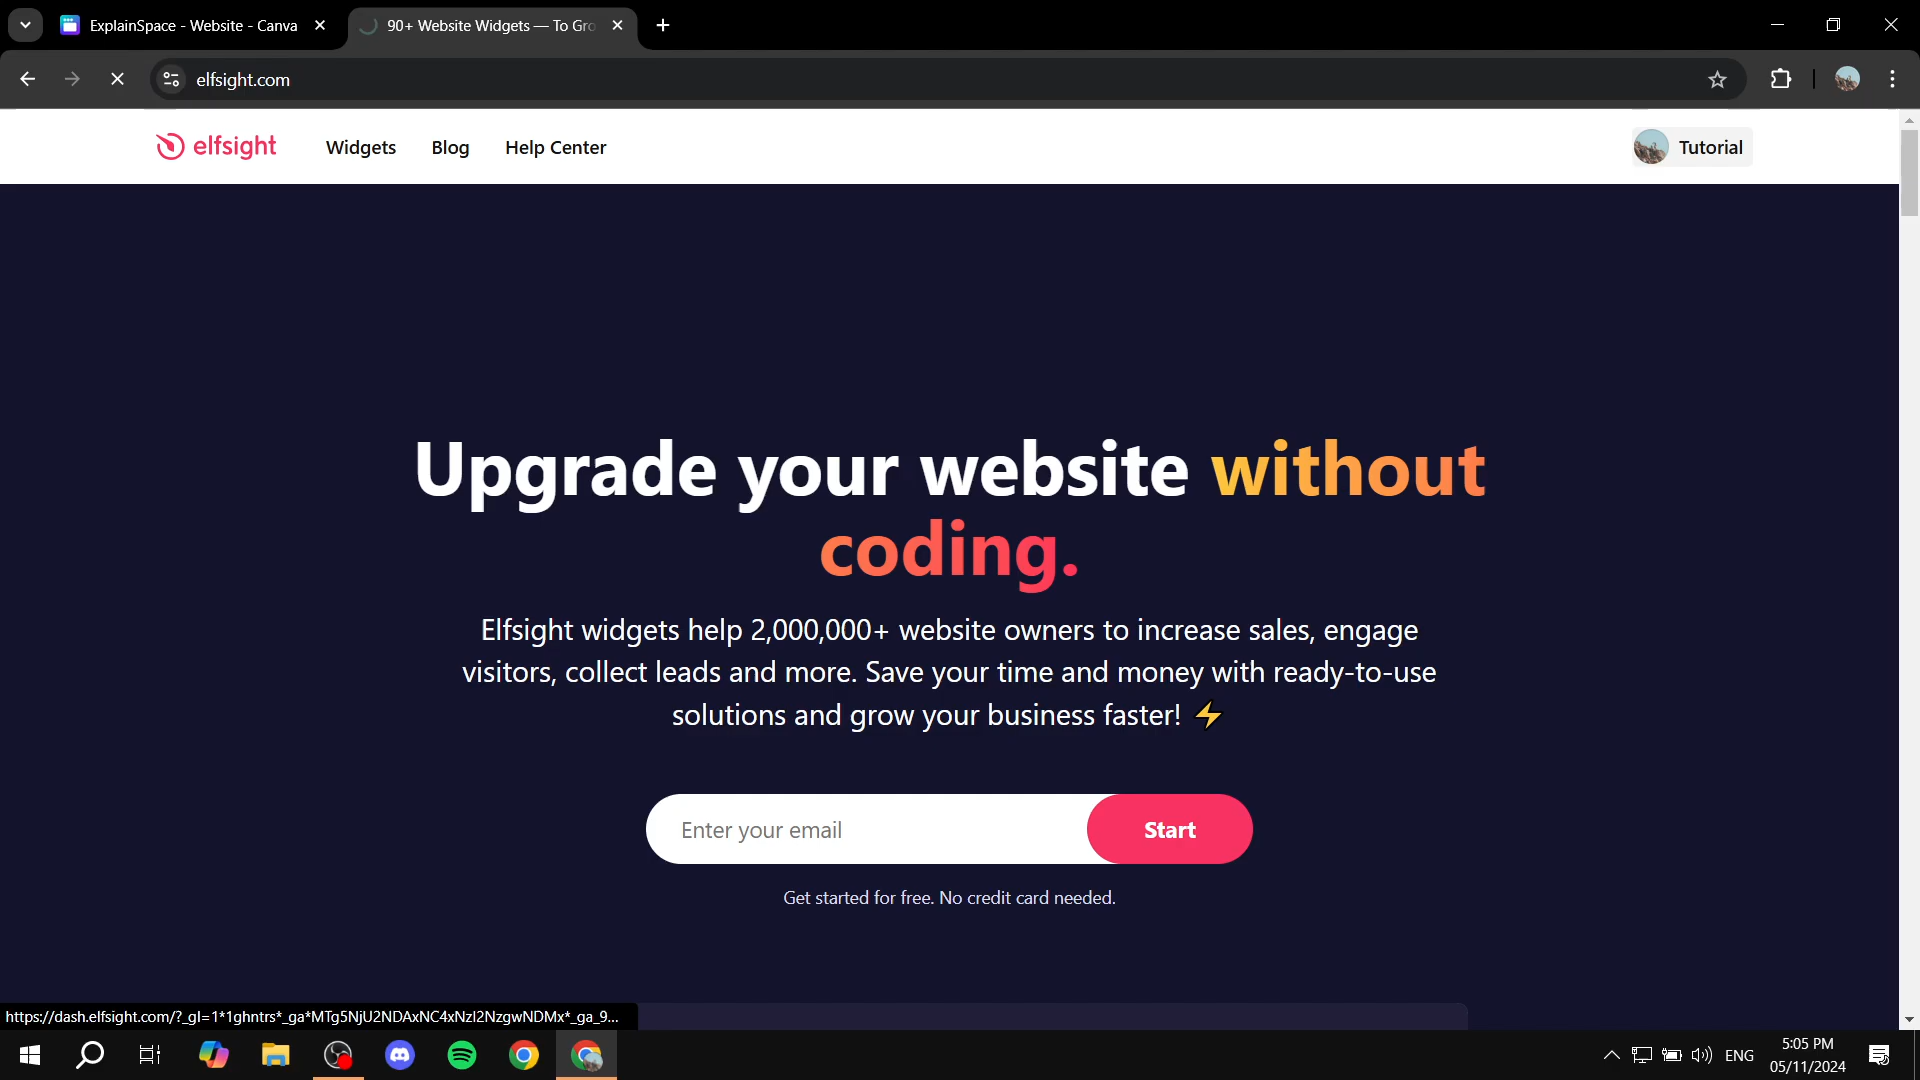 ExplainSpace - Website - Canva
90+ Website Widgets — To Gro
elfsight.com
elfsight
Widgets
Blog
Help Center
Tutorial
Upgrade your website without
coding.
Elfsight widgets help 2,000,000+ website owners to increase sales, engage
visitors, collect leads and more. Save your time and money with ready-to-use
solutions and grow your business faster! ⚡
Enter your email
Start
Get started for free. No credit card needed.
https://dash.elfsight.com/?_gl=1*1ghntrs*_ga*MTg5NjU2NDAxNC4xNzI2NzgwNDMx*_ga_9...
ENG
5:05 PM
05/11/2024